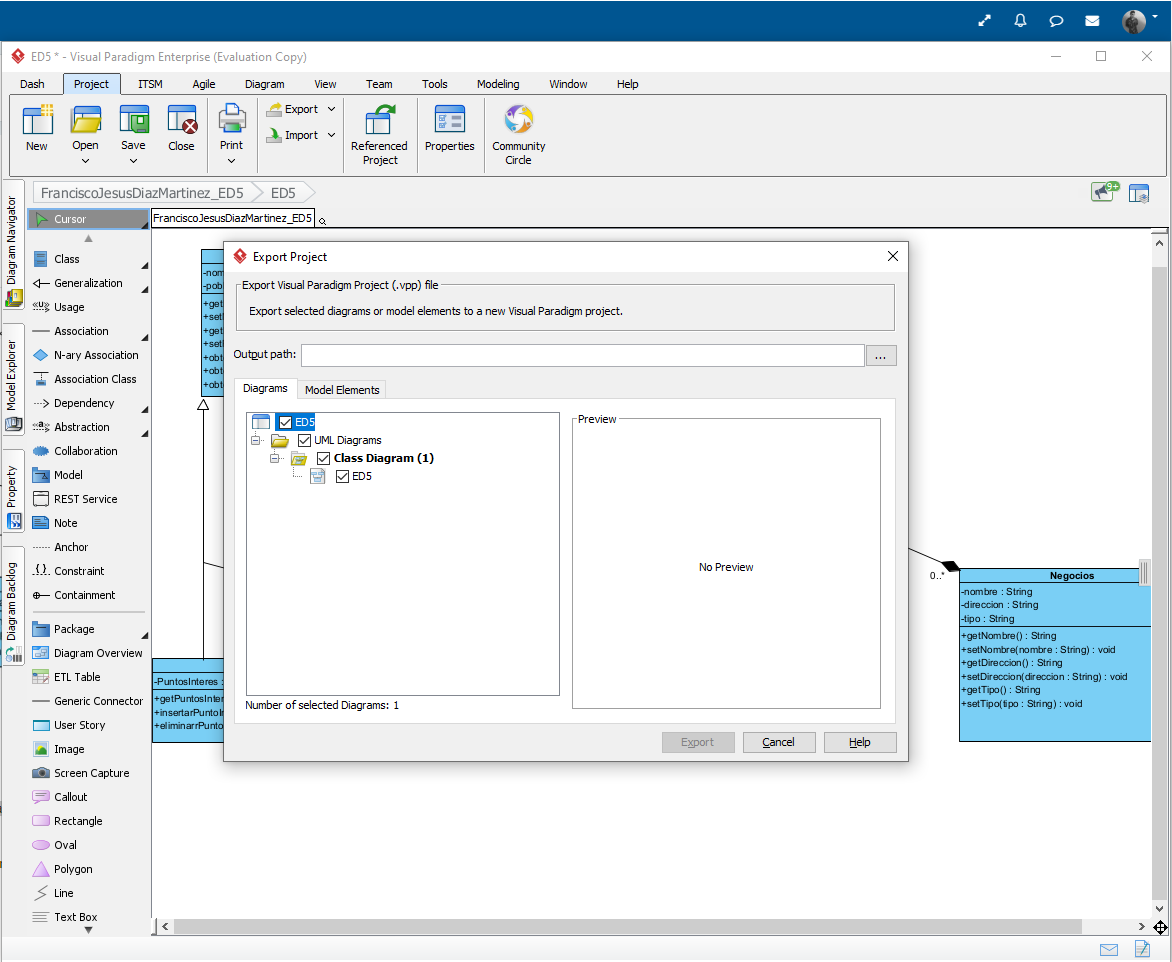 ED5 * - Visual Paradigm Enterprise (Evaluation Copy)
Dash Project ITSM Agile Diagram View Team Tools Modeling Window Help
New
Open
Save
Close
Print
Export
Import
Referenced
Project
Properties
Community
Circle
FranciscoJesusDiazMartinez_ED5
ED5
9+
Diagram Navigator
Model Explorer
Property
Diagram Backlog
Cursor
Class
Generalization
Usage
Association
N-ary Association
Association Class
Dependency
Abstraction
Collaboration
Model
REST Service
Note
Anchor
Constraint
Containment
Package
Diagram Overview
ETL Table
Generic Connector
User Story
Image
Screen Capture
Callout
Rectangle
Oval
Polygon
Line
Text Box
FranciscoJesusDiazMartinez_ED5
-nom
-pob
+get
+set
+get
+set
+obt
+obt
+obt
-PuntosInteres :
+getPuntosInter
+insertarPuntoI
+eliminarrPunto
Export Project
Export Visual Paradigm Project (.vpp) file
Export selected diagrams or model elements to a new Visual Paradigm project.
Output path:
...
Diagrams
Model Elements
ED5
UML Diagrams
Class Diagram (1)
ED5
Number of selected Diagrams: 1
Preview
No Preview
Export
Cancel
Help
0..*
Negocios
-nombre : String
-direccion : String
-tipo : String
+getNombre() : String
+setNombre(nombre : String) : void
+getDireccion() : String
+setDireccion(direccion : String) : void
+getTipo() : String
+setTipo(tipo : String) : void